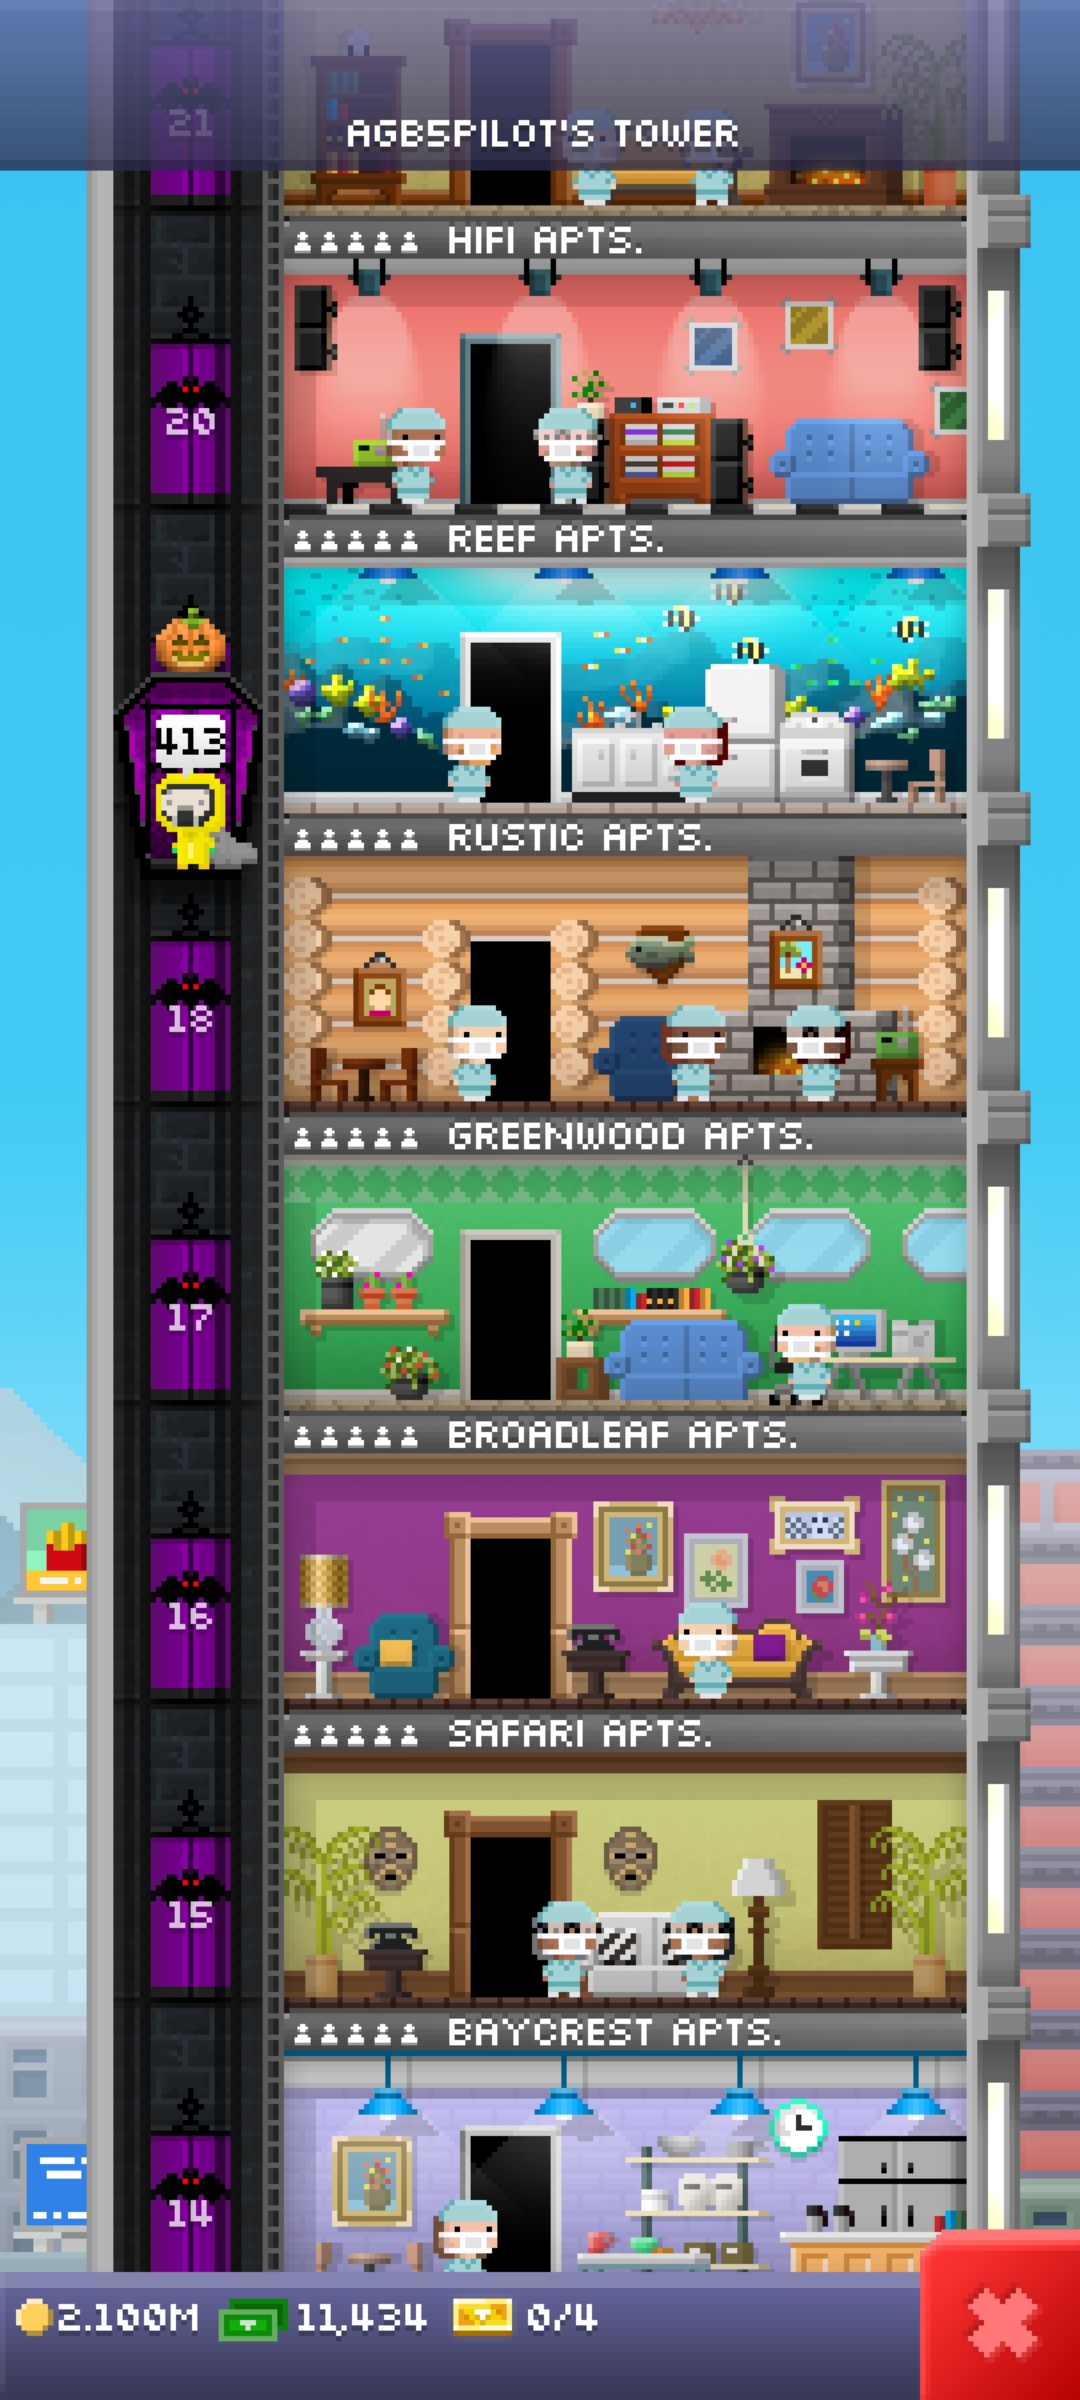 21
AGB5PILOT'S TOWER
HIFI APTS.
20
REEF APTS.
413
RUSTIC APTS.
18
GREENWOOD APTS.
17
BROADLEAF APTS.
16
SAFARI APTS.
15
BAYCREST APTS.
14
2.100M 11,434 0/4